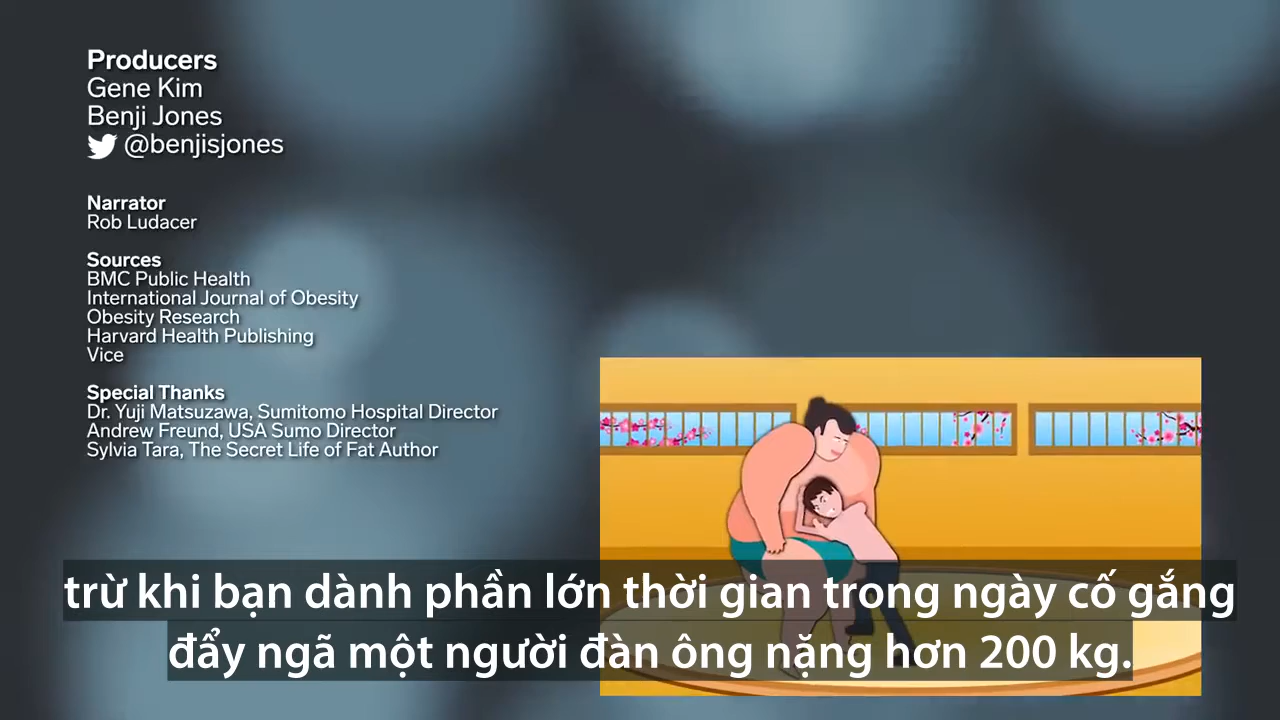 Producers
Gene Kim
Benji Jones
@benjisjones
Narrator
Rob Ludacer
Sources
BMC Public Health
International Journal of Obesity
Obesity Research
Harvard Health Publishing
Vice
Special Thanks
Dr. Yuji Matsuzawa, Sumitomo Hospital Director
Andrew Freund, USA Sumo Director
Sylvia Tara, The Secret Life of Fat Author
trừ khi bạn dành phần lớn thời gian trong ngày cố gắng
đẩy ngã một người đàn ông nặng hơn 200 kg.